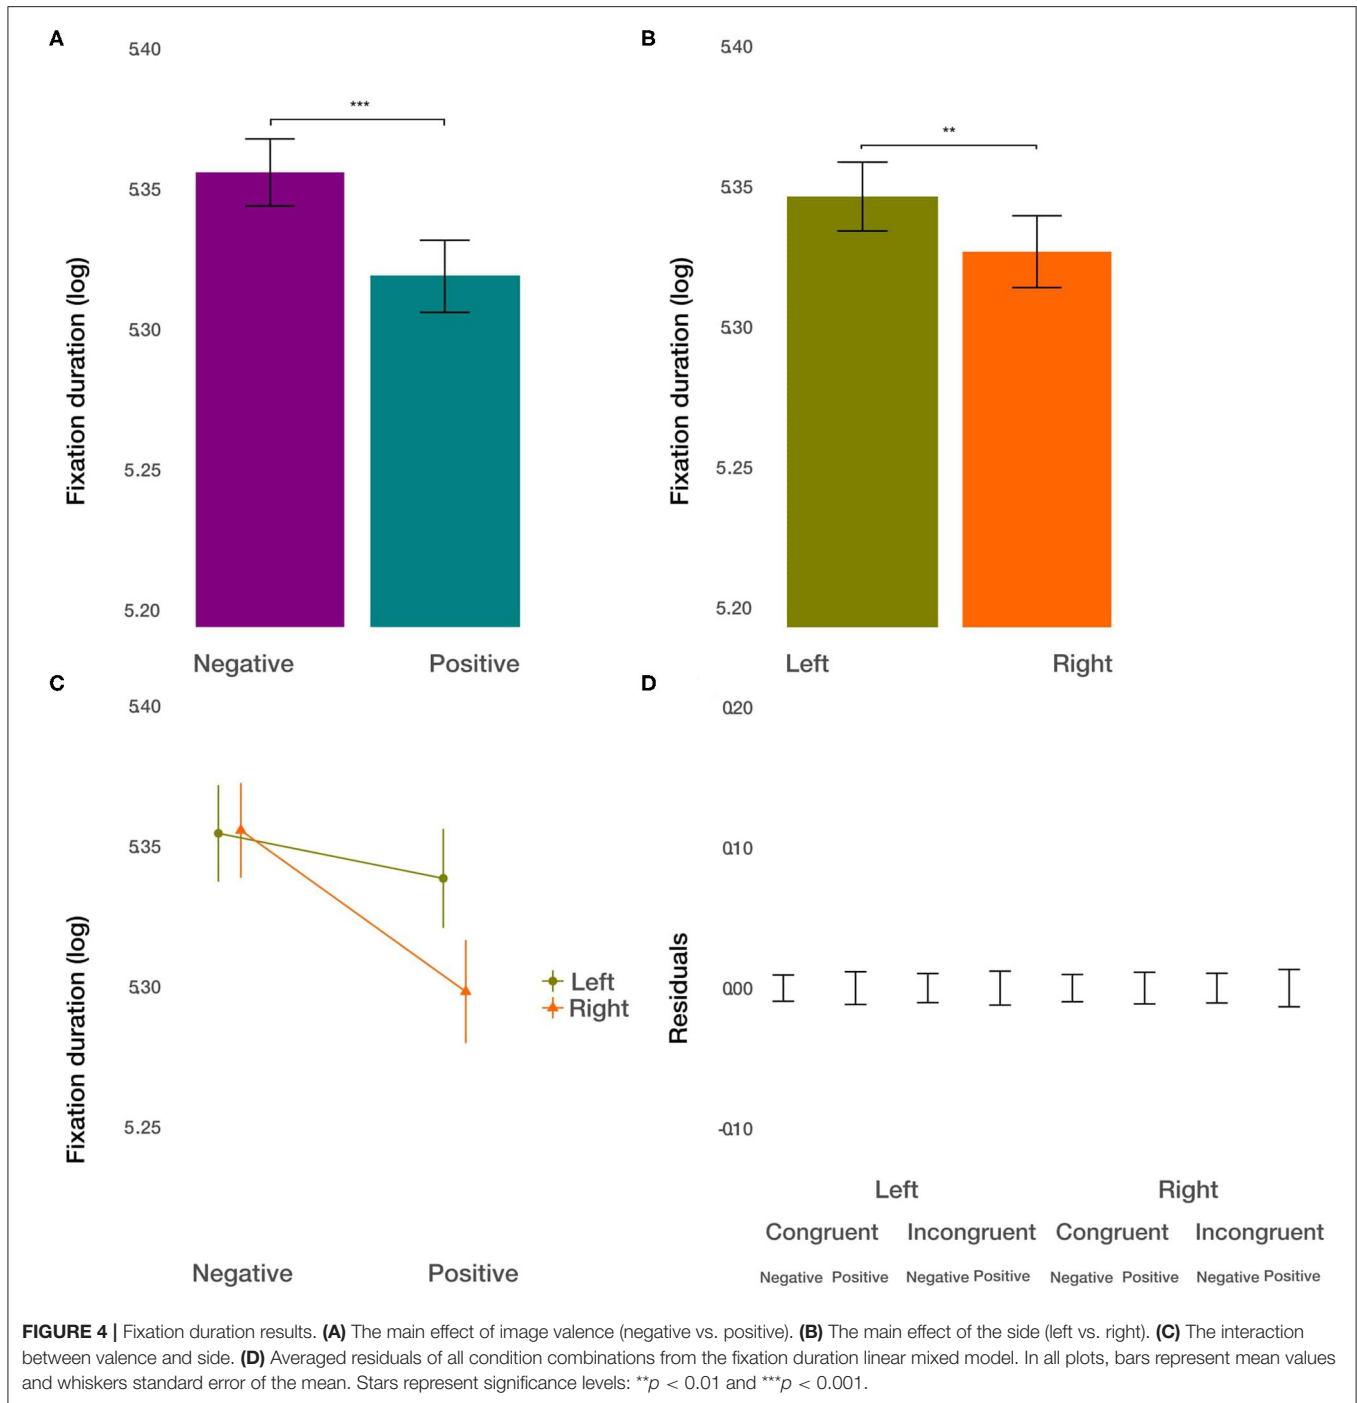 A
5.40
***
5.35
5.30
5.25
5.20
Fixation duration (log)
Negative Positive
B
5.40
**
5.35
5.30
5.25
5.20
Fixation duration (log)
Left Right
C
5.40
5.35
5.30
5.25
Fixation duration (log)
Left
Right
Negative Positive
D
0.20
0.10
0.00
-0.10
Residuals
Left Right
Congruent Incongruent Congruent Incongruent
Negative Positive Negative Positive Negative Positive Negative Positive
FIGURE 4 | Fixation duration results. (A) The main effect of image valence (negative vs. positive). (B) The main effect of the side (left vs. right). (C) The interaction
between valence and side. (D) Averaged residuals of all condition combinations from the fixation duration linear mixed model. In all plots, bars represent mean values
and whiskers standard error of the mean. Stars represent significance levels: **p < 0.01 and ***p < 0.001.